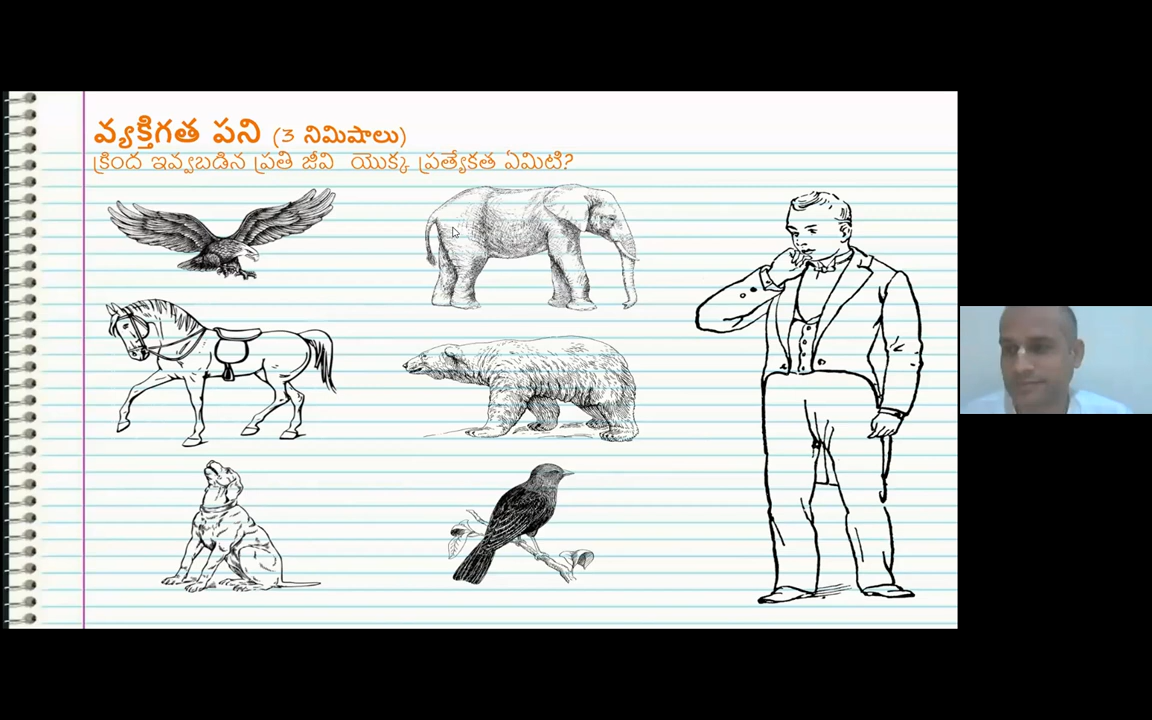 వ్యక్తిగత పని (3 నిమిషాలు)
క్రింద ఇవ్వబడిన ప్రతి జీవి యొక్క ప్రత్యేకత ఏమిటి?